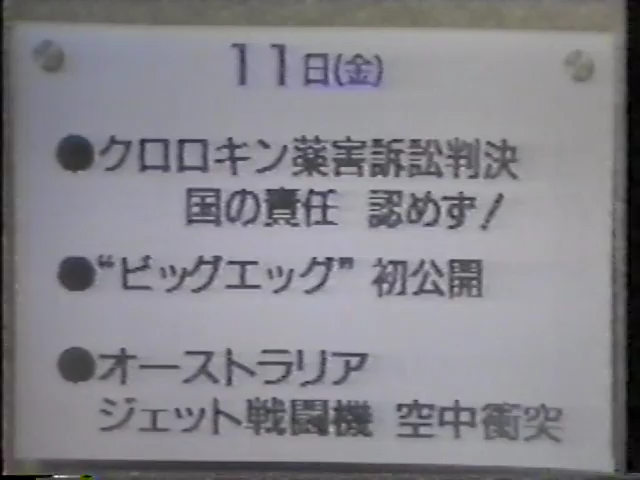 11日(金)
●クロロキン薬害訴訟判決
国の責任 認めず!
●“ビッグエッグ” 初公開
●オーストラリア
ジェット戦闘機 空中衝突